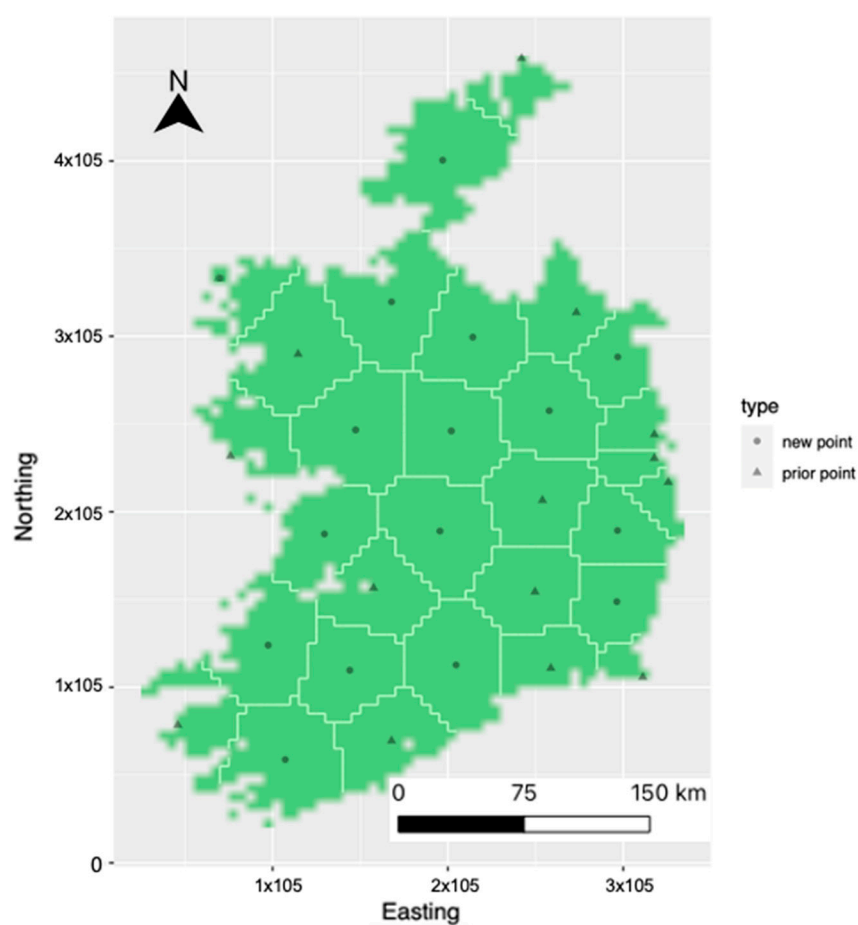 N
4x105
3x105
2x105
1x105
0
Northing
0 75 150 km
1x105 2x105 3x105
Easting
type
new point
prior point